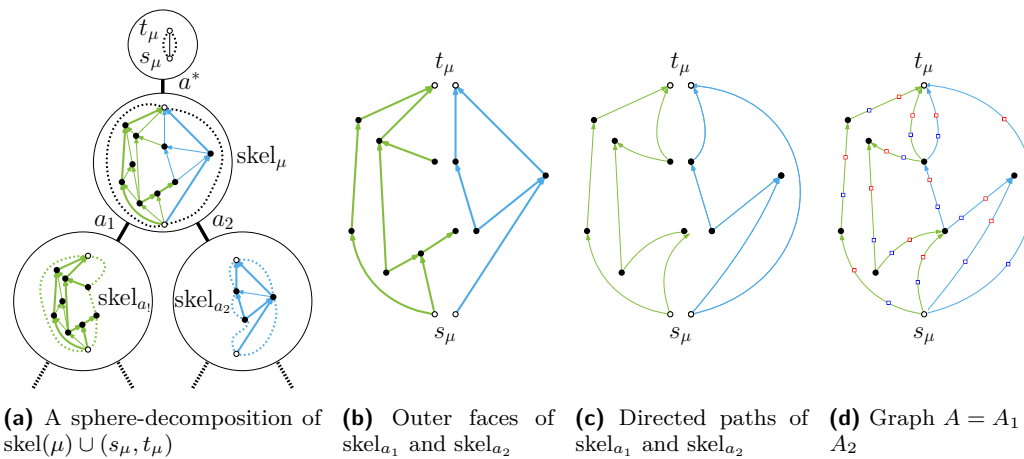 t_μ
s_μ
a*
skel_μ
a_1
a_2
skel_{a_!}
skel_{a_2}
t_μ
s_μ
t_μ
s_μ
t_μ
s_μ
(a) A sphere-decomposition of
skel(μ) ∪ (s_μ, t_μ)
(b) Outer faces of
skel_{a_1} and skel_{a_2}
(c) Directed paths of
skel_{a_1} and skel_{a_2}
(d) Graph A = A_1
A_2